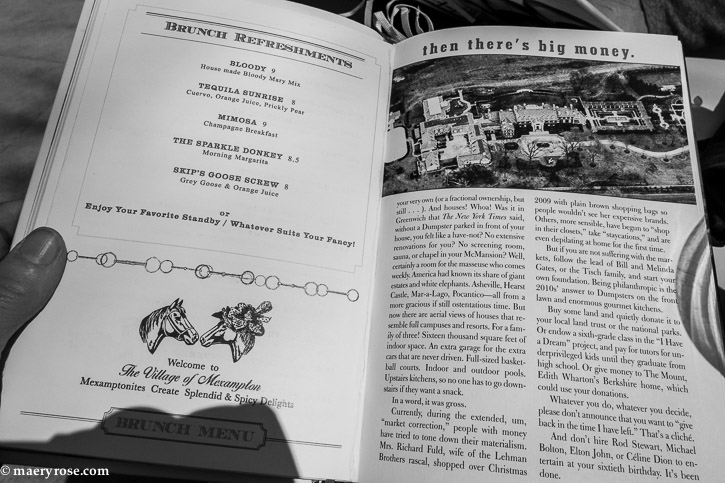 BRUNCH REFRESHMENTS
BLOODY 9
House made Bloody Mary Mix
TEQUILA SUNRISE 8
Cuervo, Orange Juice, Prickly Pear
MIMOSA 9
Champagne Breakfast
THE SPARKLE DONKEY 8.5
Morning Margarita
SKIP'S GOOSE SCREW 8
Grey Goose & Orange Juice
or
Enjoy Your Favorite Standby / Whatever Suits Your Fancy!
Welcome to
The Village of Mexampton
Mexamptonites Create Splendid & Spicy Delights
BRUNCH MENU
then there's big money.
your very own (or a fractional ownership, but
still . . . ). And houses! Whoa! Was it in
Greenwich that The New York Times said,
without a Dumpster parked in front of your
house, you felt like a have-not? No extensive
renovations for you? No screening room,
sauna, or chapel in your McMansion? Well,
certainly a room for the masseuse who comes
weekly. America had known its share of giant
estates and white elephants. Asheville, Hearst
Castle, Mar-a-Lago, Pocantico—all from a
more gracious if still ostentatious time. But
now there are aerial views of houses that re-
semble full campuses and resorts. For a fam-
ily of three! Sixteen thousand square feet of
indoor space. An extra garage for the extra
cars that are never driven. Full-sized basket-
ball courts. Indoor and outdoor pools.
Upstairs kitchens, so no one has to go down-
stairs if they want a snack.
In a word, it was gross.
Currently, during the extended, um,
"market correction," people with money
have tried to tone down their materialism.
Mrs. Richard Fuld, wife of the Lehman
Brothers rascal, shopped over Christmas
2009 with plain brown shopping bags so
people wouldn't see her expensive brands.
Others, more sensible, have begun to "shop
in their closets," take "staycations," and are
even depilating at home for the first time.
But if you are not suffering with the mar-
kets, follow the lead of Bill and Melinda
Gates, or the Tisch family, and start your
own foundation. Being philanthropic is the
2010s' answer to Dumpsters on the front
lawn and enormous gourmet kitchens.
Buy some land and quietly donate it to
your local land trust or the national parks.
Or endow a sixth-grade class in the "I Have
a Dream" project, and pay for tutors for un-
derprivileged kids until they graduate from
high school. Or give money to The Mount,
Edith Wharton's Berkshire home, which
could use your donations.
Whatever you do, whatever you decide,
please don't announce that you want to "give
back in the time I have left." That's a cliché.
And don't hire Rod Stewart, Michael
Bolton, Elton John, or Céline Dion to en-
tertain at your sixtieth birthday. It's been
done.
© maeryrose.com